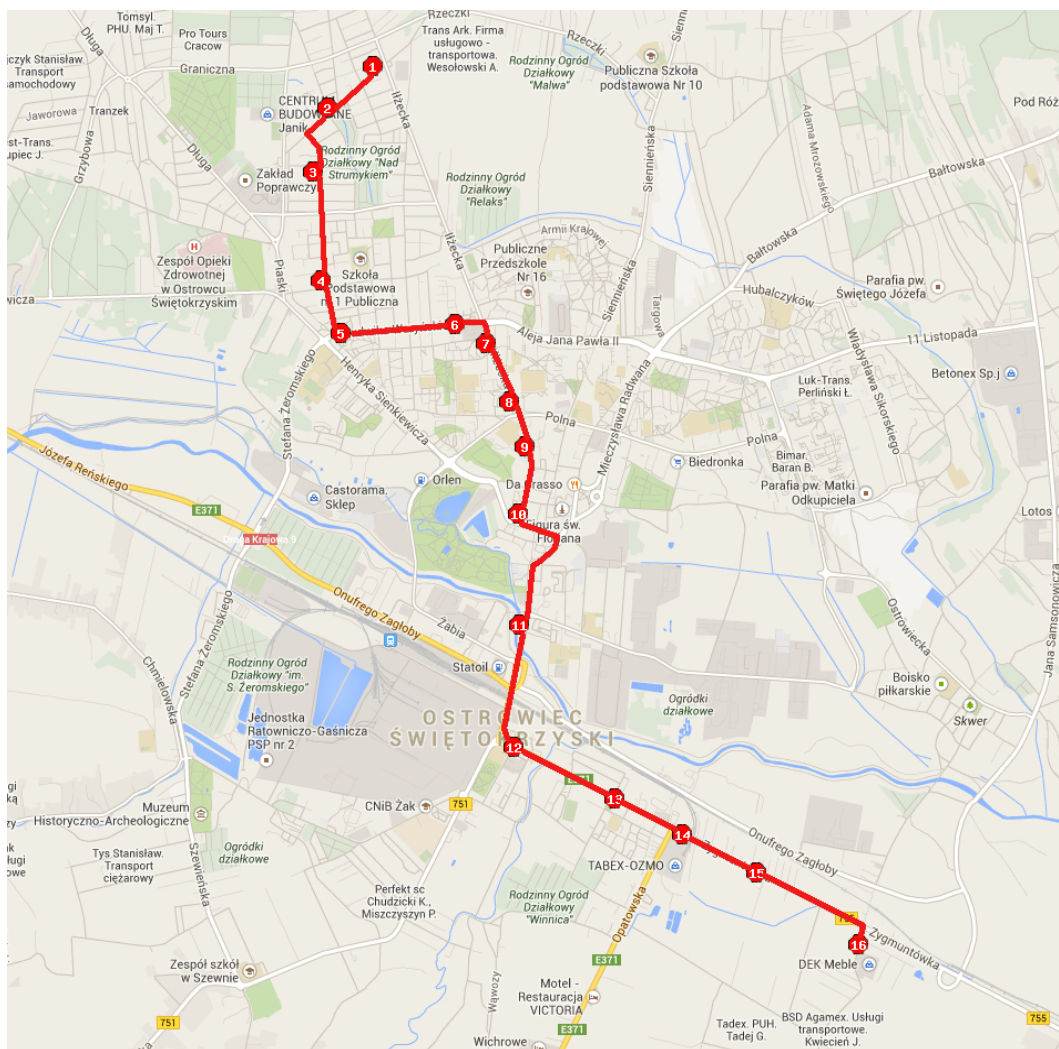 Tomsyl.
PHU. Maj T.
Długa
Pro Tours
Cracow
Rzeczki
Trans Ark. Firma
usługowo -
transportowa.
Wesołowski A.
Rzeczki
Sienneńska
Rodzinny Ogród
Działkowy
"Malwa"
Publiczna Szkoła
podstawowa Nr 10
Stanisław.
Transport
samochodowy
Graniczna
1
Iłżecka
Tranzek
Jaworowa
Grzybowa
CENTRUM
BUDOWLANE
Janik
2
Pod
Adama Mrozowskiego
Długa
Zakład
Poprawczy
3
Rodzinny Ogród
Działkowy "Nad
Strumykiem"
Rodzinny Ogród
Działkowy
"Relaks"
Sienneńska
Bałtowska
Armii Krajowej
Iłżecka
Zespół Opieki
Zdrowotnej
w Ostrowcu
Świętokrzyskim
Piaski
Szkoła
Podstawowa
nr 1 Publiczna
4
Publiczne
Przedszkole
Nr 16
Sienneńska
Targowa
Bałtowska
Hubalczyków
Parafia pw.
Świętego Józefa
5
6
7
Aleja Jana Pawła II
11 Listopada
Władysława Sikorskiego
Betonex Sp.j
Stefana Żeromskiego
Henryka Sienkiewicza
Mieczysława Radwana
Luk-Trans.
Perliński Ł.
8
Polna
Polna
9
Biedronka
Bimar.
Baran B.
Józefa Reńskiego
Orlen
Da Grasso
Parafia pw. Matki
Odkupiciela
Castorama.
Sklep
E371
10
Figura św.
Floriana
Lotos
Droga Krajowa 9
Onufrego Zagłoby
Żabia
11
Ostrowiecka
Jana Samsonowicza
Chmielowska
Stefana Żeromskiego
Rodzinny Ogród
Działkowy "im.
S. Żeromskiego"
Statoil
Ogródki
działkowe
Boisko
piłkarskie
Skwer
Jednostka
Ratowniczo-Gaśnicza
PSP nr 2
OSTROWIEC
ŚWIĘTOKRZYSKI
12
E371
13
CNiB Żak
751
14
Onufrego Zagłoby
Muzeum
Historyczno-Archeologiczne
Ogródki
działkowe
Szewieńska
Tys Stanisław.
Transport
ciężarowy
TABEX-OZMO
15
Perfekt sc
Chudzicki K.,
Miszczyszyn P.
Rodzinny Ogród
Działkowy
"Winnica"
Opatowska
Zygmuntówka
16
DEK Meble
Zespół szkół
w Szewnie
E371
Wąwozy
Motel -
Restauracja
VICTORIA
751
E371
Wichrowe
Tadex. PUH.
Tadej G.
BSD Agamex. Usługi
transportowe.
Kwiecień J.
755